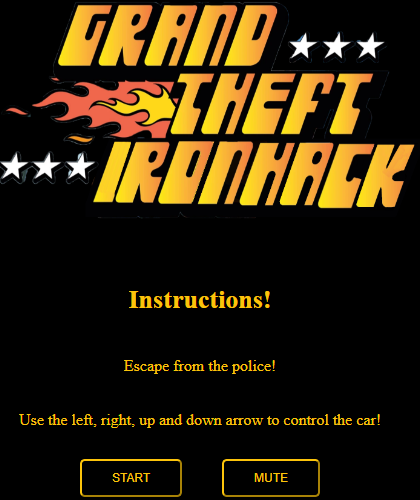 GRAND
THEFT
IRONHACK
Instructions!
Escape from the police!
Use the left, right, up and down arrow to control the car!
START
MUTE